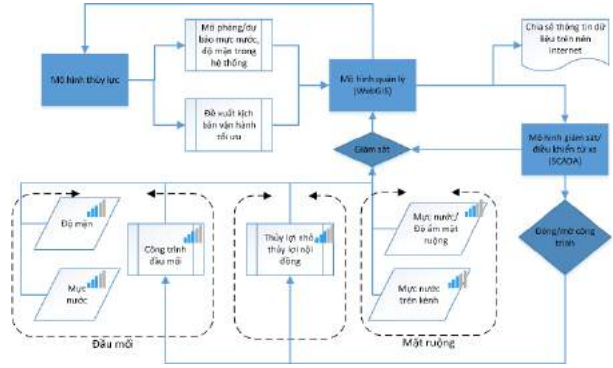 Mô phỏng/dự
báo mực nước,
độ mặn trong
hệ thống
Chia sẻ thông tin dữ
liệu trên nền
Internet
Mô hình thủy lực
Mô hình quản lý
(WebGIS)
Đề xuất kịch
bản vận hành
tối ưu
Giám sát
Mô hình giám sát/
điều khiển từ xa
(SCADA)
Độ mặn
Công trình
đầu mối
Thủy lợi nhỏ
thủy lợi nội
đồng
Mực nước/
Độ ẩm mặt
ruộng
Đóng/mở công
trình
Mực
nước
Mực nước
trên kênh
Đầu mối
Mặt ruộng